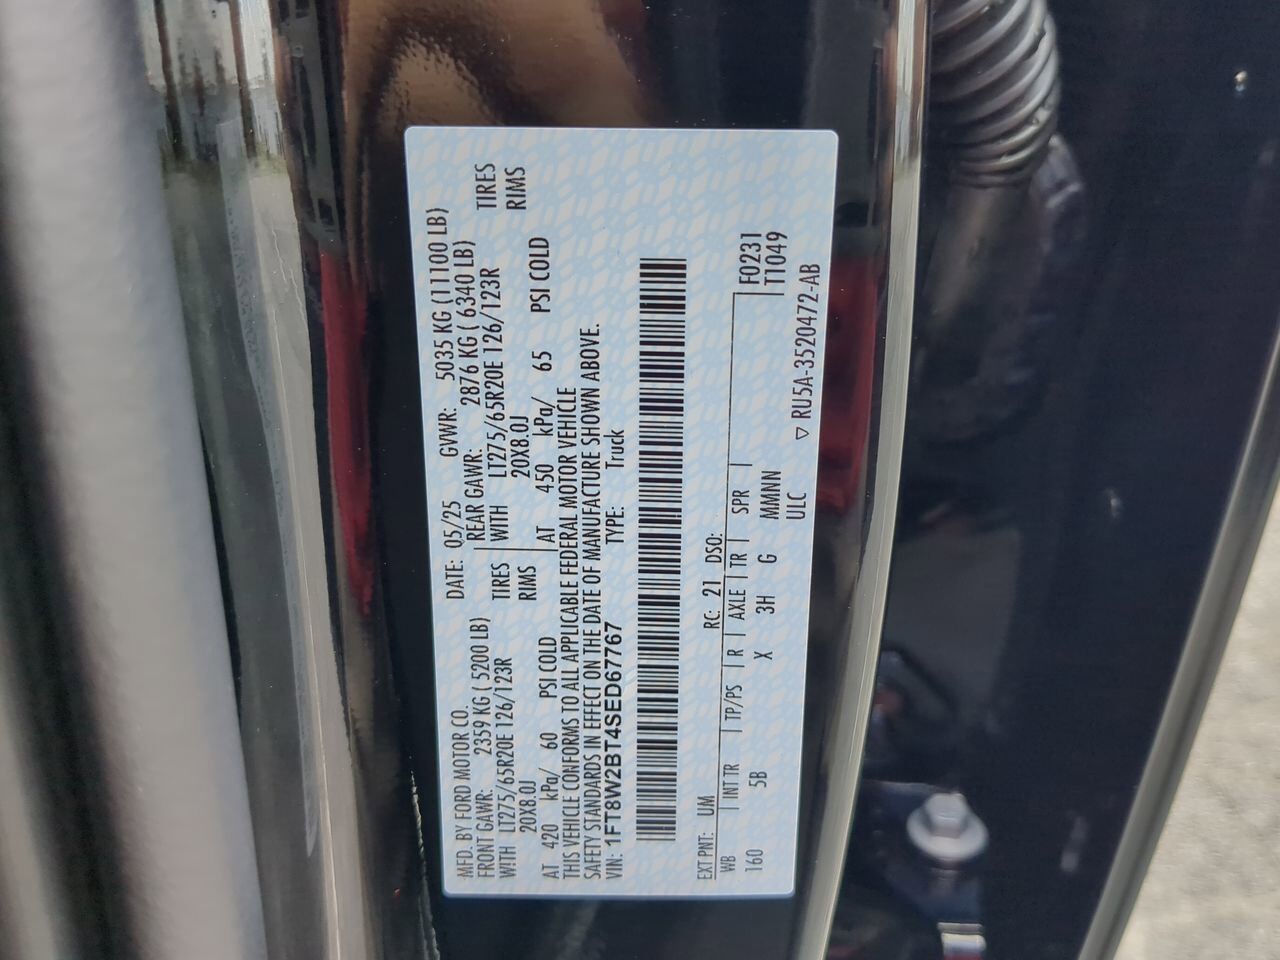 MFD. BY FORD MOTOR CO. DATE: 05/25 GVWR: 5035 KG (11100 LB)
FRONT GAWR: 2359 KG ( 5200 LB) REAR GAWR: 2876 KG ( 6340 LB)
WITH LT275/65R20E 126/123R TIRES WITH LT275/65R20E 126/123R TIRES
20X8.0J RIMS 20X8.0J RIMS
AT 420 kPa/ 60 PSI COLD AT 450 kPa/ 65 PSI COLD
THIS VEHICLE CONFORMS TO ALL APPLICABLE FEDERAL MOTOR VEHICLE
SAFETY STANDARDS IN EFFECT ON THE DATE OF MANUFACTURE SHOWN ABOVE.
VIN: 1FT8W2BT4SED67767 TYPE: Truck
EXT PNT: UM RC: 21 DSO:
WB INT TR TP/PS R AXLE TR SPR F0231
160 5B X 3H G MMNN T1049
ULC
▽ RU5A-3520472-AB